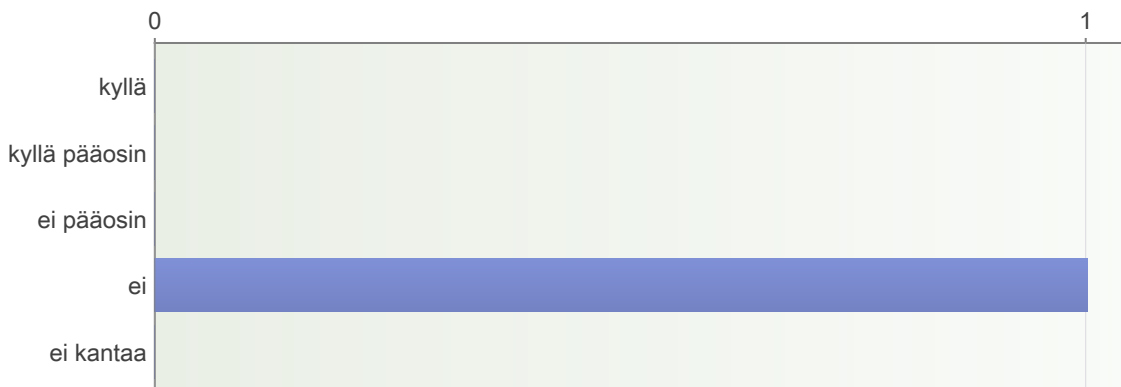 0 1
kyllä
kyllä pääosin
ei pääosin
ei
ei kantaa